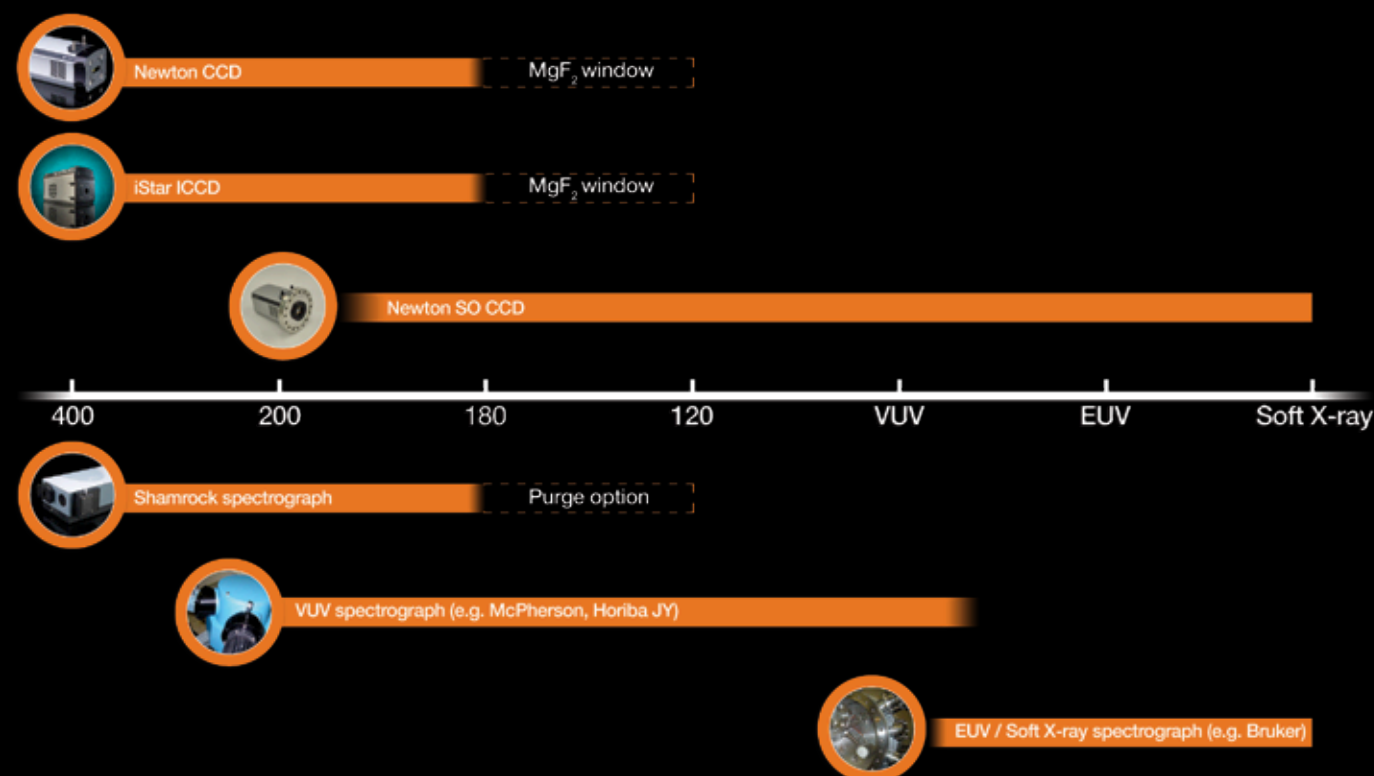 Newton CCD
MgF₂ window
iStar ICCD
MgF₂ window
Newton SO CCD
400 200 180 120 VUV EUV Soft X-ray
Shamrock spectrograph
Purge option
VUV spectrograph (e.g. McPherson, Horiba JY)
EUV / Soft X-ray spectrograph (e.g. Bruker)